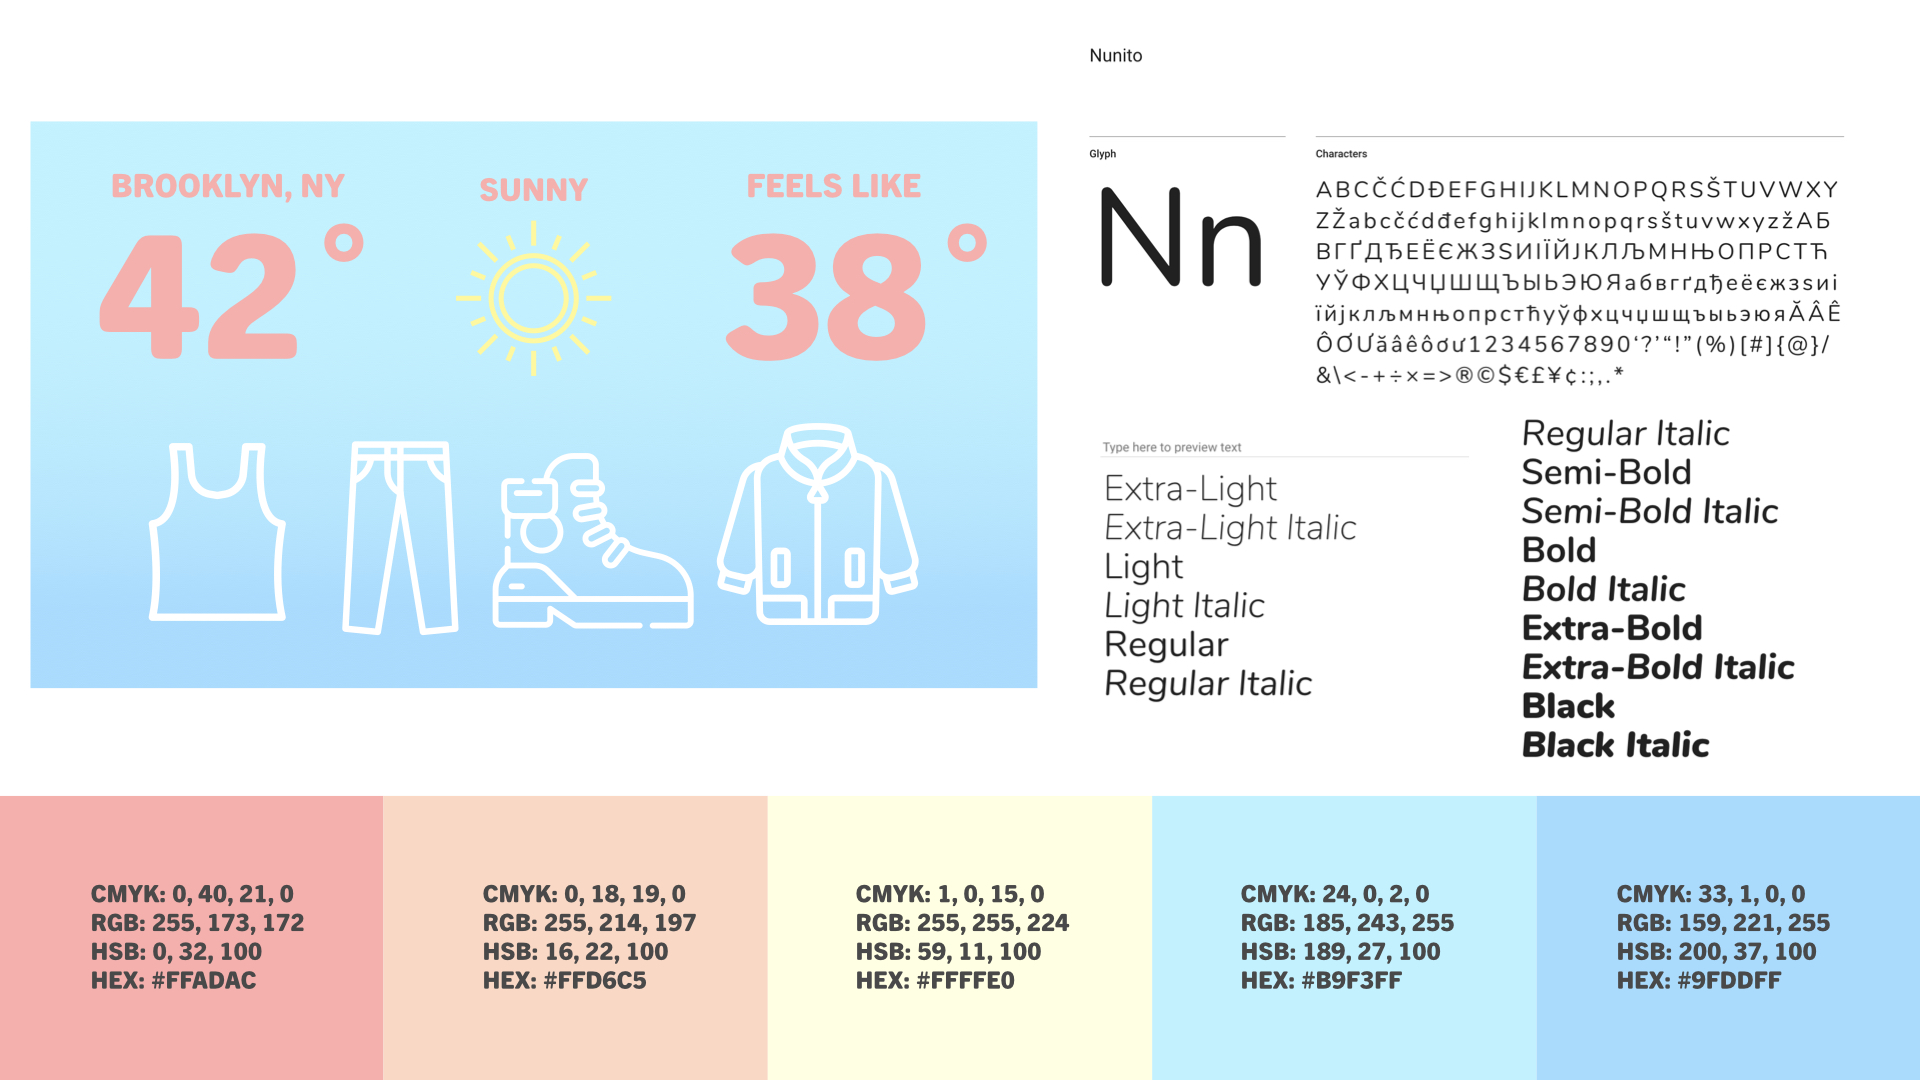 BROOKLYN, NY
42°
SUNNY
FEELS LIKE
38°
Nunito
Glyph
Nn
Characters
ABCČĆDĐEFGHIJKLMNOPQRSŠTUVWXY
ZŽabcčćdđefghijklmnopqrsštuvwxyzžАБ
ВГҐДЂЕЁЄЖЗЅИІЇЙЈКЛЉМНЊОПРСТЋ
УЎФХЦЧЏШЩЪЫЬЭЮЯабвгґдђеёєжзѕиі
їйјклљмнњопрстћуўфхцчџшщъыьэюяĂÂÊ
ÔƠƯăâêôơư1234567890‘?’“!”(%)[#]{@}/
&\<-+÷×=>®©$€£¥¢:;,.*
Type here to preview text
Extra-Light
Extra-Light Italic
Light
Light Italic
Regular
Regular Italic
Regular Italic
Semi-Bold
Semi-Bold Italic
Bold
Bold Italic
Extra-Bold
Extra-Bold Italic
Black
Black Italic
CMYK: 0, 40, 21, 0
RGB: 255, 173, 172
HSB: 0, 32, 100
HEX: #FFADAC
CMYK: 0, 18, 19, 0
RGB: 255, 214, 197
HSB: 16, 22, 100
HEX: #FFD6C5
CMYK: 1, 0, 15, 0
RGB: 255, 255, 224
HSB: 59, 11, 100
HEX: #FFFFE0
CMYK: 24, 0, 2, 0
RGB: 185, 243, 255
HSB: 189, 27, 100
HEX: #B9F3FF
CMYK: 33, 1, 0, 0
RGB: 159, 221, 255
HSB: 200, 37, 100
HEX: #9FDDFF